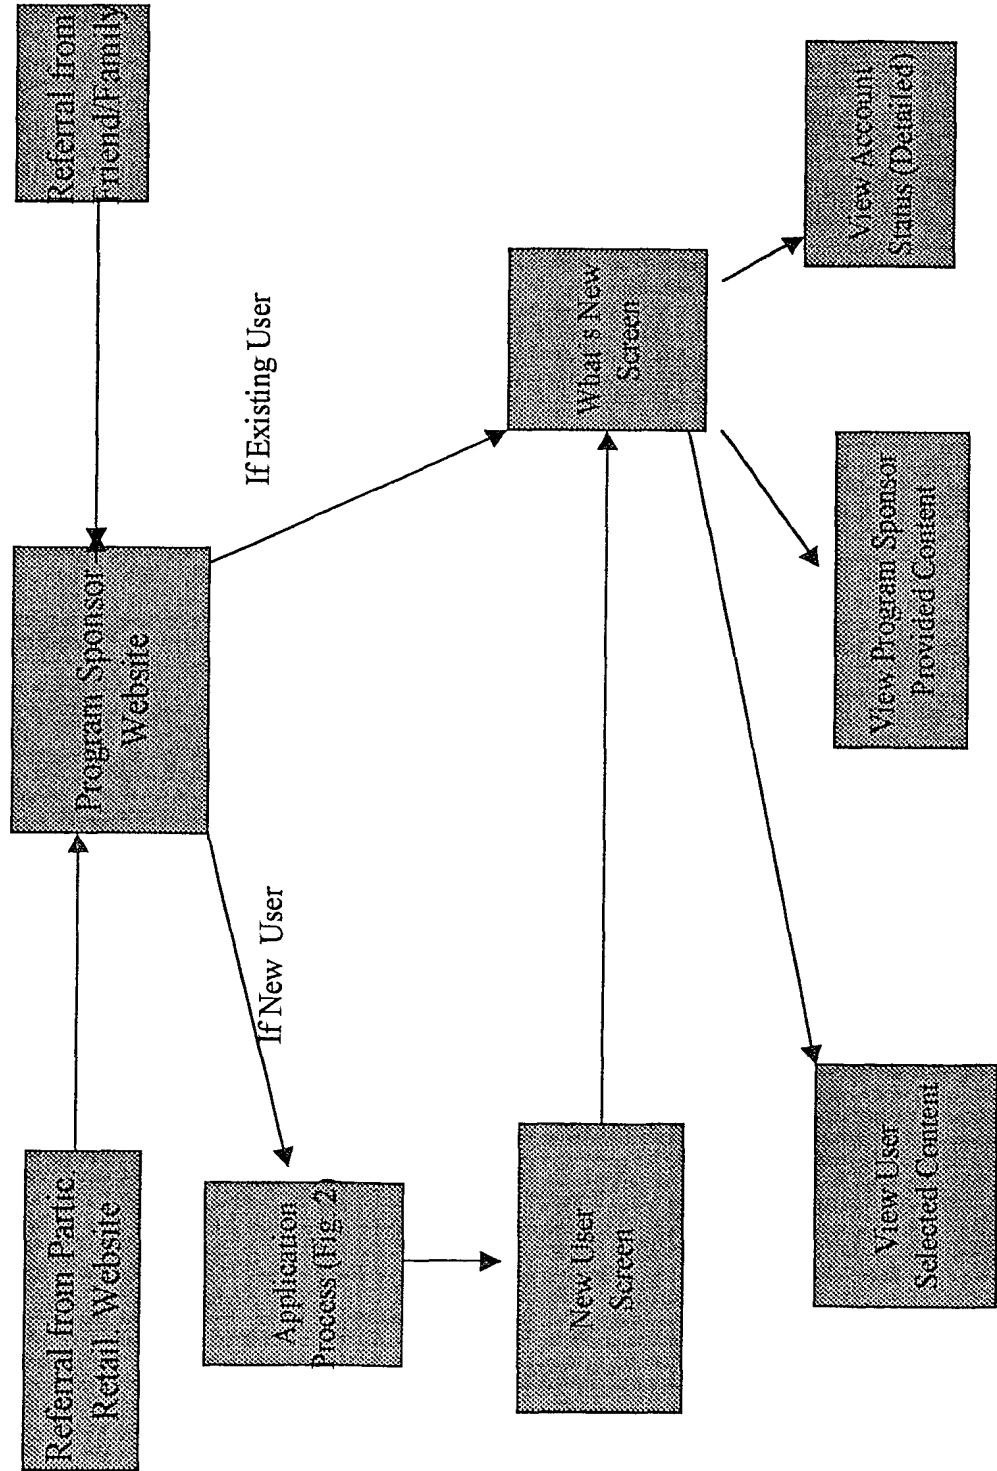 Referral from Partic.
Retail. Website
Program Sponsor
Website
Referral from
Friend/Family
If New User
If Existing User
Application
Process (Fig. 2)
New User
Screen
What's New
Screen
View User
Selected Content
View Program Sponsor
Provided Content
View Account
Status (Detailed)